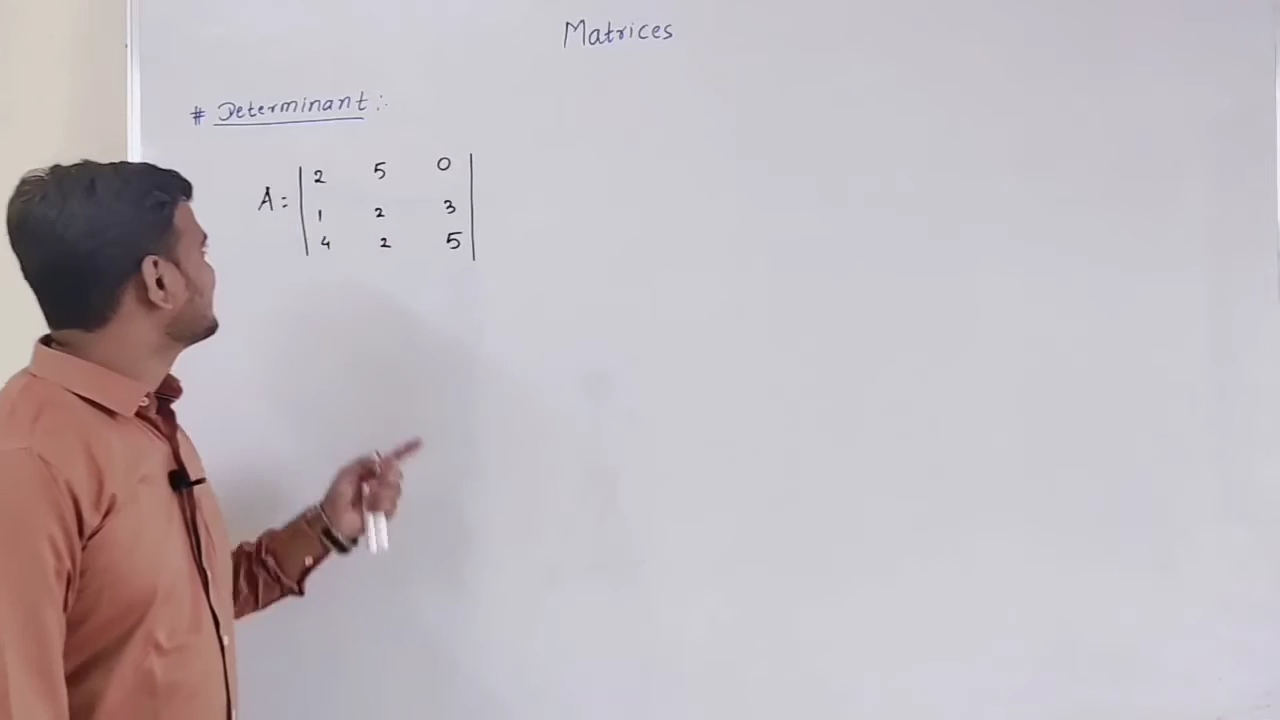 Matrices
# Determinant :-
A = | 2 5 0 |
| 1 2 3 |
| 4 2 5 |